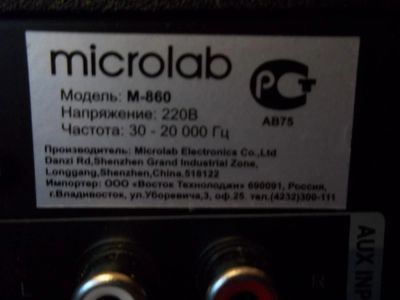 microlab
Модель: M-860
Напряжение: 220В
Частота: 30 - 20 000 Гц
АВ75
Производитель: Microlab Electronics Co.,Ltd
Danzi Rd,Shenzhen Grand Industrial Zone,
Longgang,Shenzhen,China.518122
Импортер: ООО «Восток Технолоджи» 690091, Россия,
г.Владивосток, ул.Уборевича,3, оф.25. тел.(4232)300-111
AUX INP
R